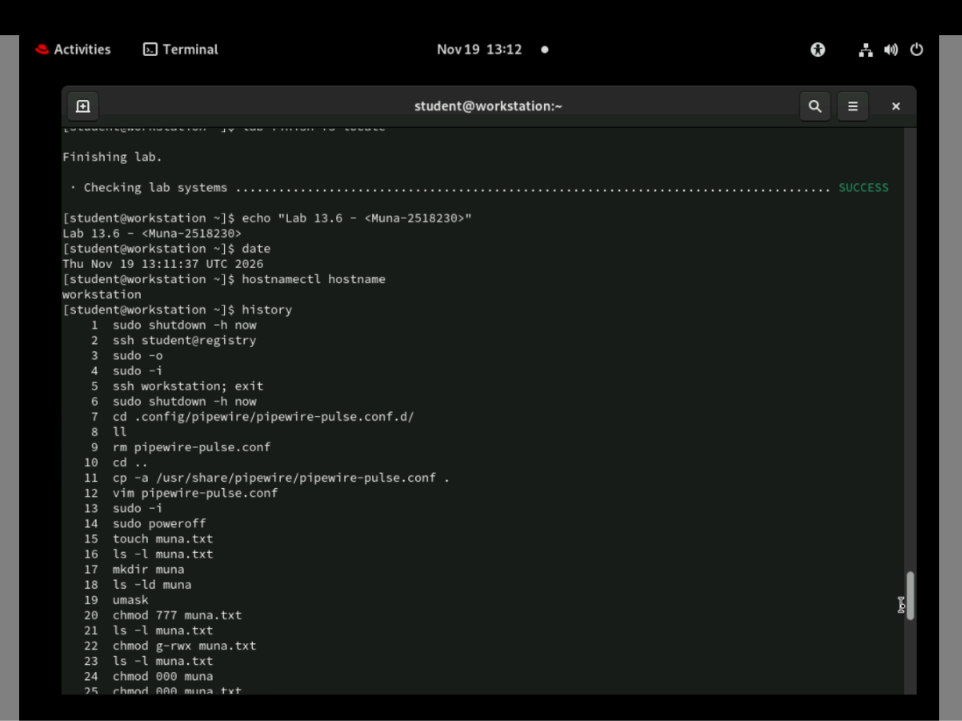 Activities Terminal Nov 19 13:12
student@workstation:~
Finishing lab.
· Checking lab systems ................................................................................... SUCCESS
[student@workstation ~]$ echo "Lab 13.6 - <Muna-2518230>"
Lab 13.6 - <Muna-2518230>
[student@workstation ~]$ date
Thu Nov 19 13:11:37 UTC 2026
[student@workstation ~]$ hostnamectl hostname
workstation
[student@workstation ~]$ history
1 sudo shutdown -h now
2 ssh student@registry
3 sudo -o
4 sudo -i
5 ssh workstation; exit
6 sudo shutdown -h now
7 cd .config/pipewire/pipewire-pulse.conf.d/
8 ll
9 rm pipewire-pulse.conf
10 cd ..
11 cp -a /usr/share/pipewire/pipewire-pulse.conf .
12 vim pipewire-pulse.conf
13 sudo -i
14 sudo poweroff
15 touch muna.txt
16 ls -l muna.txt
17 mkdir muna
18 ls -ld muna
19 umask
20 chmod 777 muna.txt
21 ls -l muna.txt
22 chmod g-rwx muna.txt
23 ls -l muna.txt
24 chmod 000 muna
25 chmod 000 muna.txt